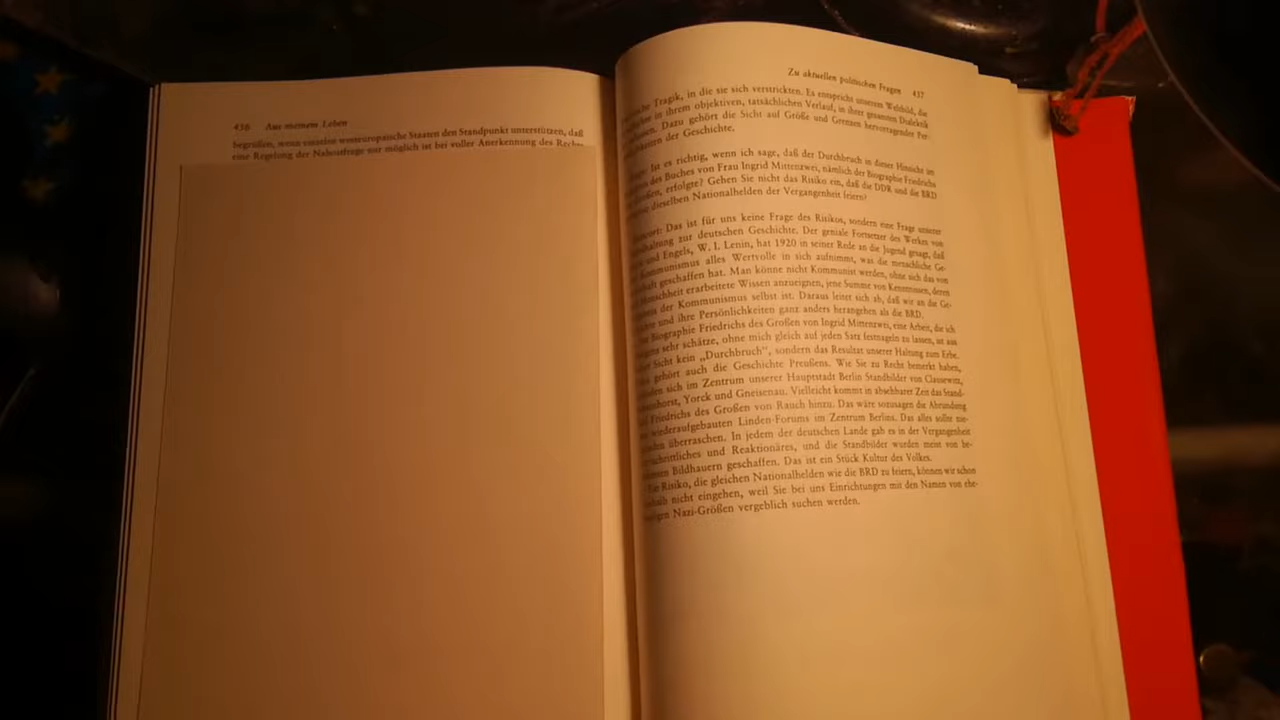 436 Aus meinem Leben
begrüßen, wenn einzelne westeuropäische Staaten den Standpunkt unterstützen, daß
eine Regelung der Nahostfrage nur möglich ist bei voller Anerkennung des Rechtes
Zu aktuellen politischen Fragen 437
Tragik, in die sie sich verstrickten. Es entspricht unserem Weltbild, die
in ihrem objektiven, tatsächlichen Verlauf, in ihrer gesamten Dialektik
Dazu gehört die Sicht auf Größe und Grenzen hervorragender Per-
der Geschichte.
Ist es richtig, wenn ich sage, daß der Durchbruch in dieser Hinsicht im
des Buches von Frau Ingrid Mittenzwei, nämlich der Biographie Friedrichs
erfolgte? Gehen Sie nicht das Risiko ein, daß die DDR und die BRD
dieselben Nationalhelden der Vergangenheit feiern?
Das ist für uns keine Frage des Risikos, sondern eine Frage unserer
zur deutschen Geschichte. Der geniale Fortsetzer des Werkes von
und Engels, W. I. Lenin, hat 1920 in seiner Rede an die Jugend gesagt, daß
Kommunismus alles Wertvolle in sich aufnimmt, was die menschliche Ge-
geschaffen hat. Man könne nicht Kommunist werden, ohne sich das von
Menschheit erarbeitete Wissen anzueignen, jene Summe von Kenntnissen, deren
der Kommunismus selbst ist. Daraus leitet sich ab, daß wir an die Ge-
und ihre Persönlichkeiten ganz anders herangehen als die BRD.
Biographie Friedrichs des Großen von Ingrid Mittenzwei, eine Arbeit, die ich
sehr schätze, ohne mich gleich auf jeden Satz festnageln zu lassen, ist aus
Sicht kein „Durchbruch“, sondern das Resultat unserer Haltung zum Erbe.
gehört auch die Geschichte Preußens. Wie Sie zu Recht bemerkt haben,
sich im Zentrum unserer Hauptstadt Berlin Standbilder von Clausewitz,
Yorck und Gneisenau. Vielleicht kommt in absehbarer Zeit das Stand-
Friedrichs des Großen von Rauch hinzu. Das wäre sozusagen die Abrundung
wiederaufgebauten Linden-Forums im Zentrum Berlins. Das alles sollte nie-
überraschen. In jedem der deutschen Lande gab es in der Vergangenheit
und Reaktionäres, und die Standbilder wurden meist von be-
Bildhauern geschaffen. Das ist ein Stück Kultur des Volkes.
Risiko, die gleichen Nationalhelden wie die BRD zu feiern, können wir schon
nicht eingehen, weil Sie bei uns Einrichtungen mit den Namen von ehe-
Nazi-Größen vergeblich suchen werden.